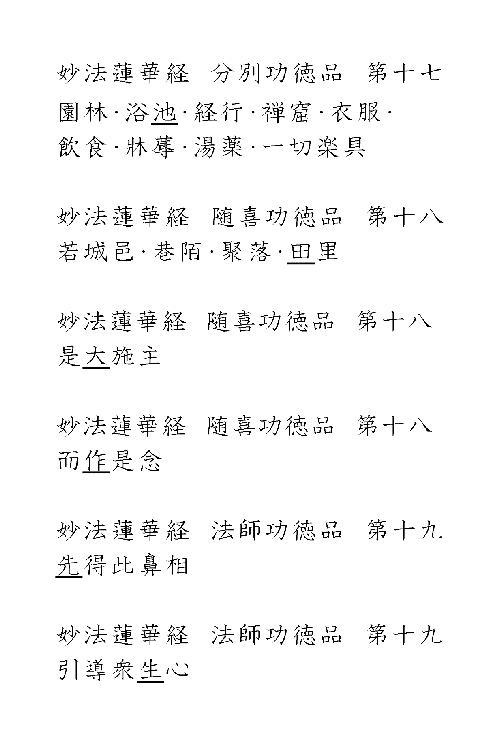 妙法蓮華経 分別功徳品 第十七
園林·浴池·経行·禅窟·衣服·
飲食·牀蓐·湯薬·一切楽具
妙法蓮華経 随喜功徳品 第十八
若城邑·巷陌·聚落·田里
妙法蓮華経 随喜功徳品 第十八
是大施主
妙法蓮華経 随喜功徳品 第十八
而作是念
妙法蓮華経 法師功徳品 第十九
先得此鼻相
妙法蓮華経 法師功徳品 第十九
引導衆生心